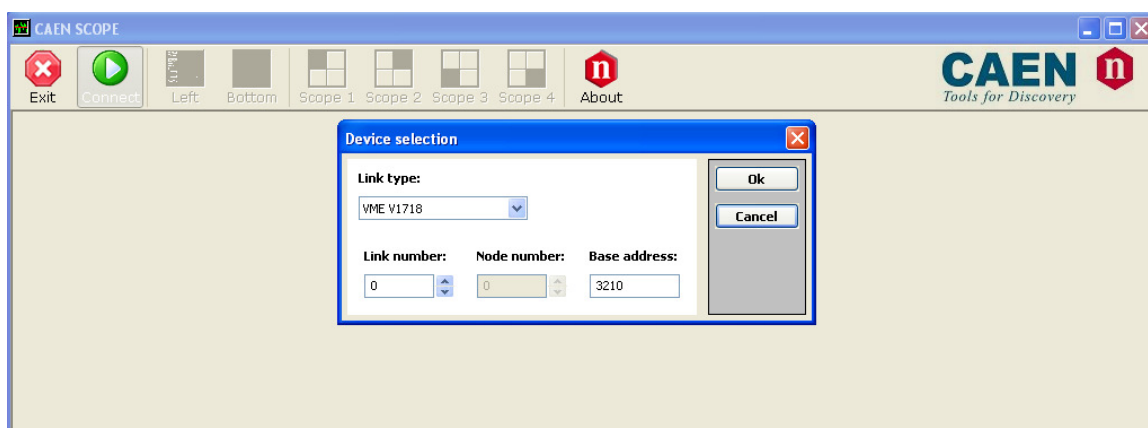 CAEN SCOPE
Exit Connect Left Bottom Scope 1 Scope 2 Scope 3 Scope 4 About
CAEN n
Tools for Discovery
Device selection
Link type:
VME V1718
Link number: Node number: Base address:
0 0 3210
Ok
Cancel